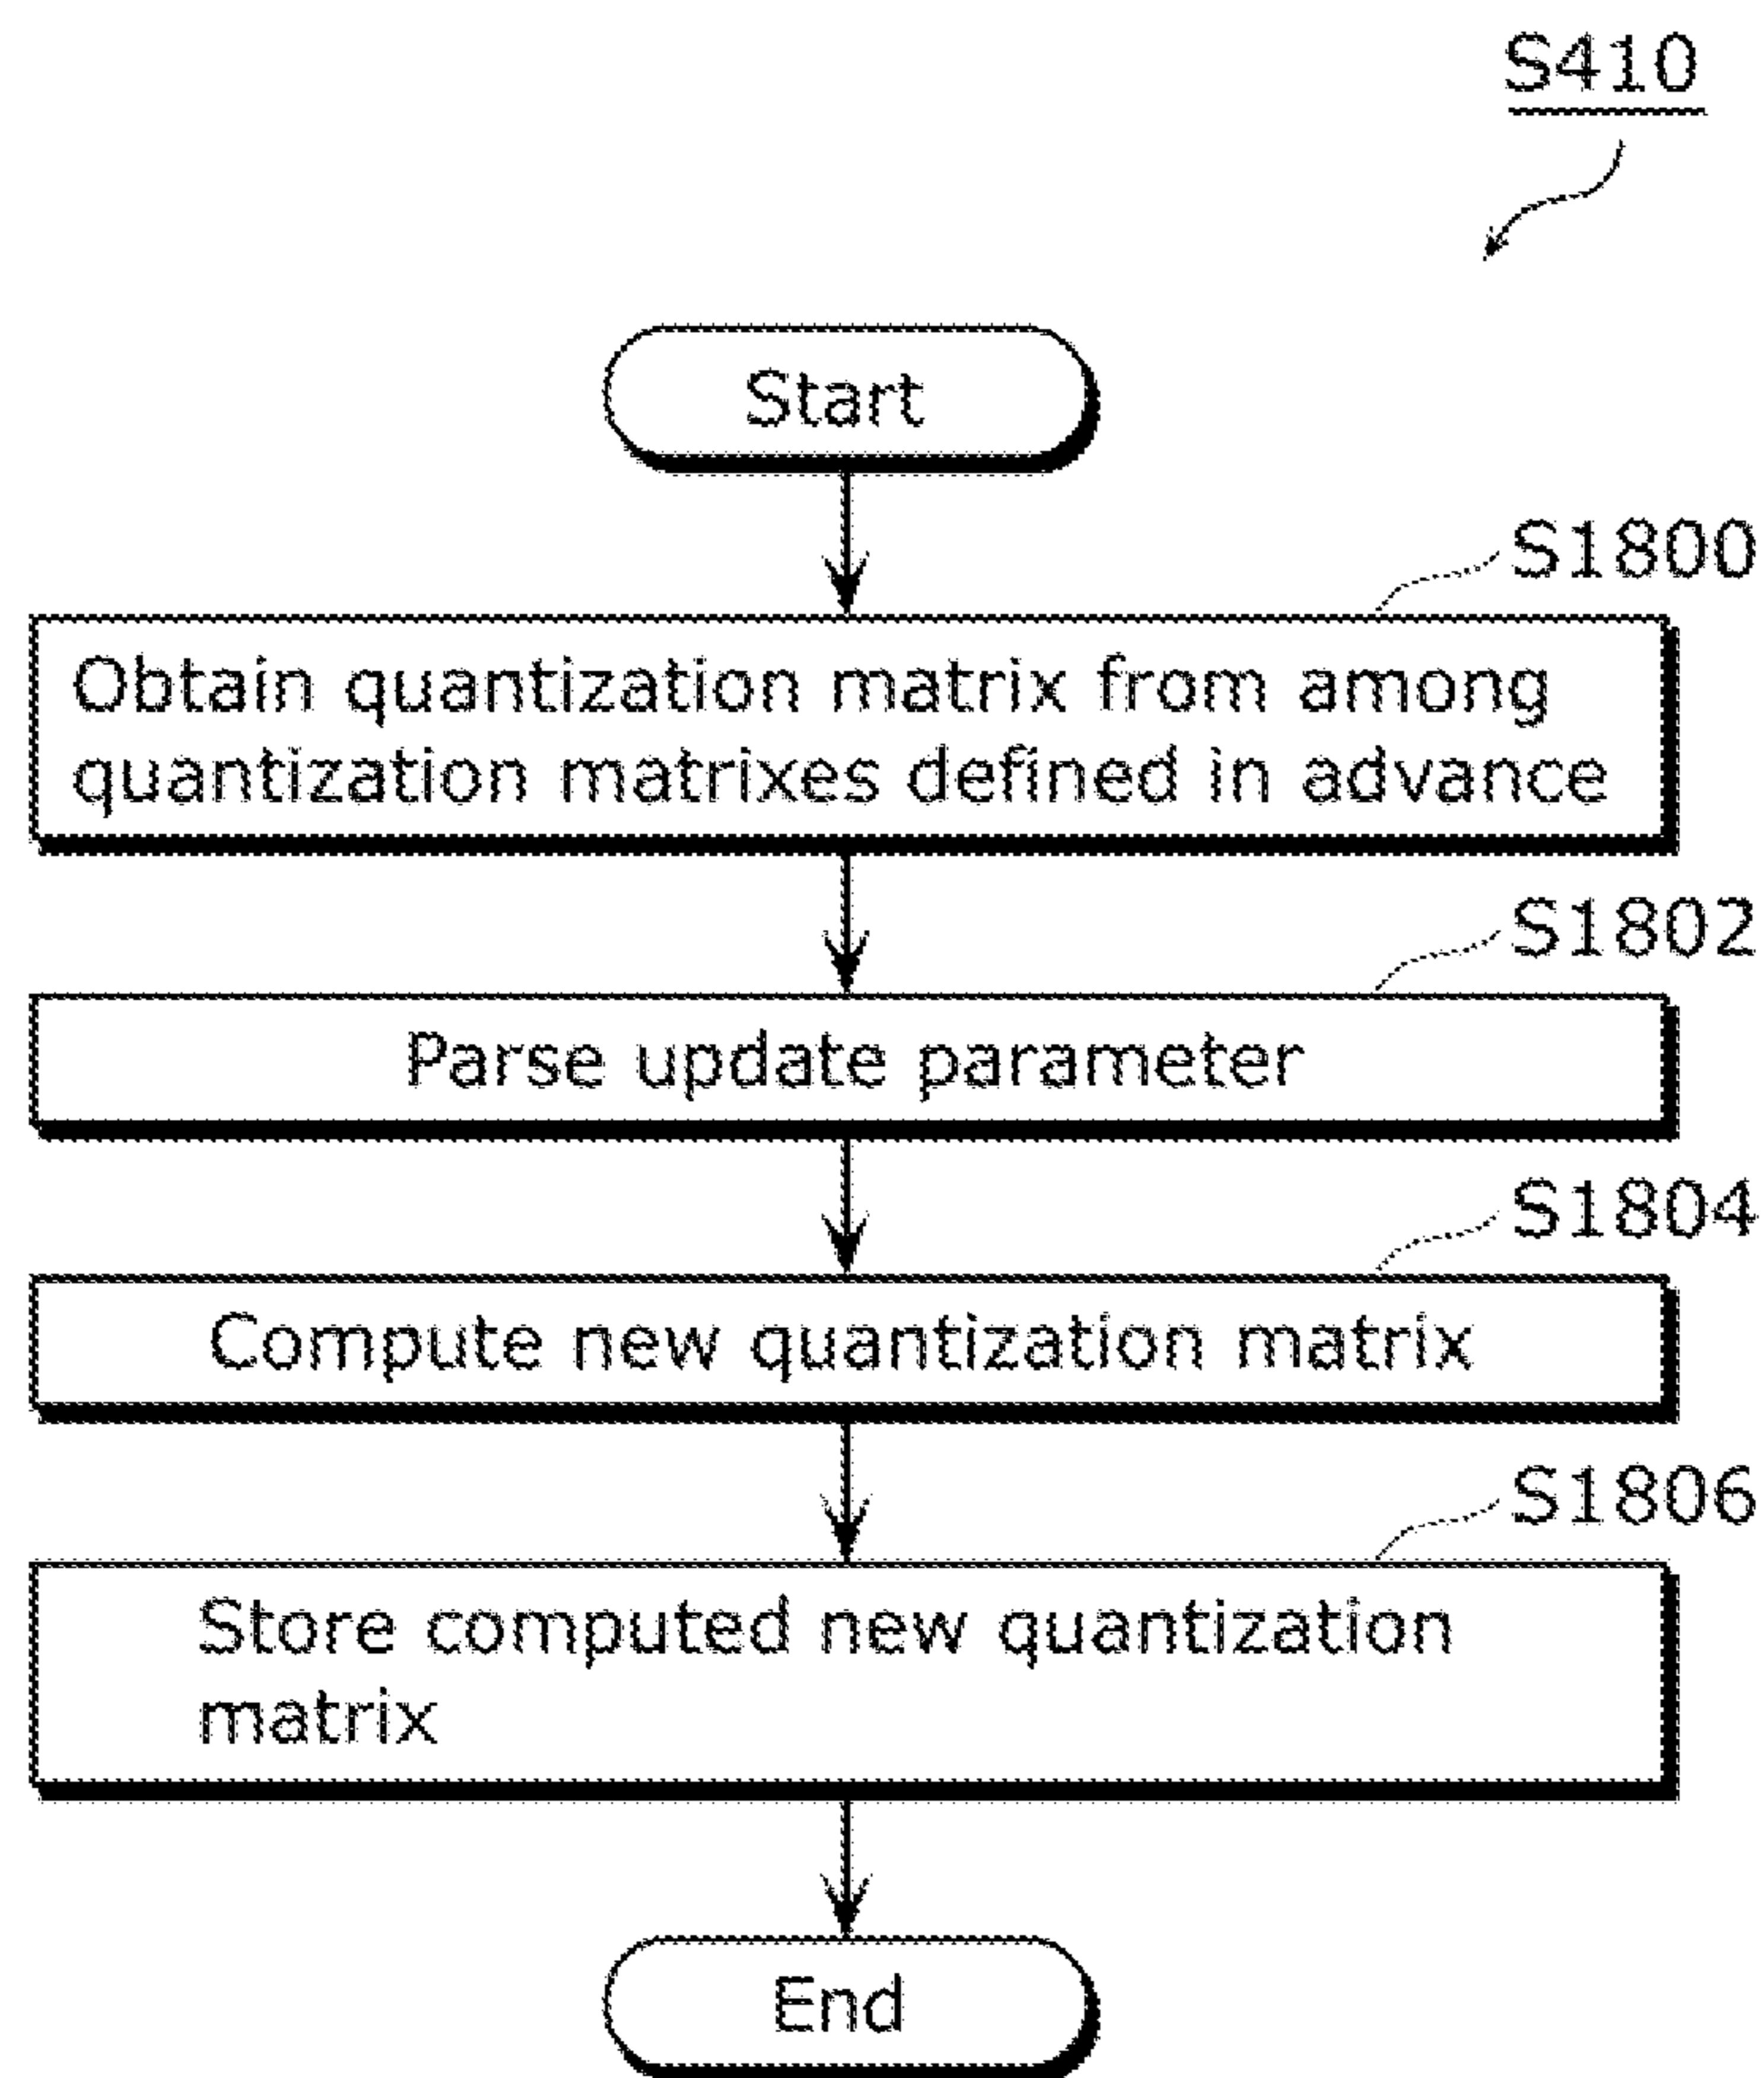 S410
Start
S1800
Obtain quantization matrix from among
quantization matrixes defined in advance
S1802
Parse update parameter
S1804
Compute new quantization matrix
S1806
Store computed new quantization
matrix
End